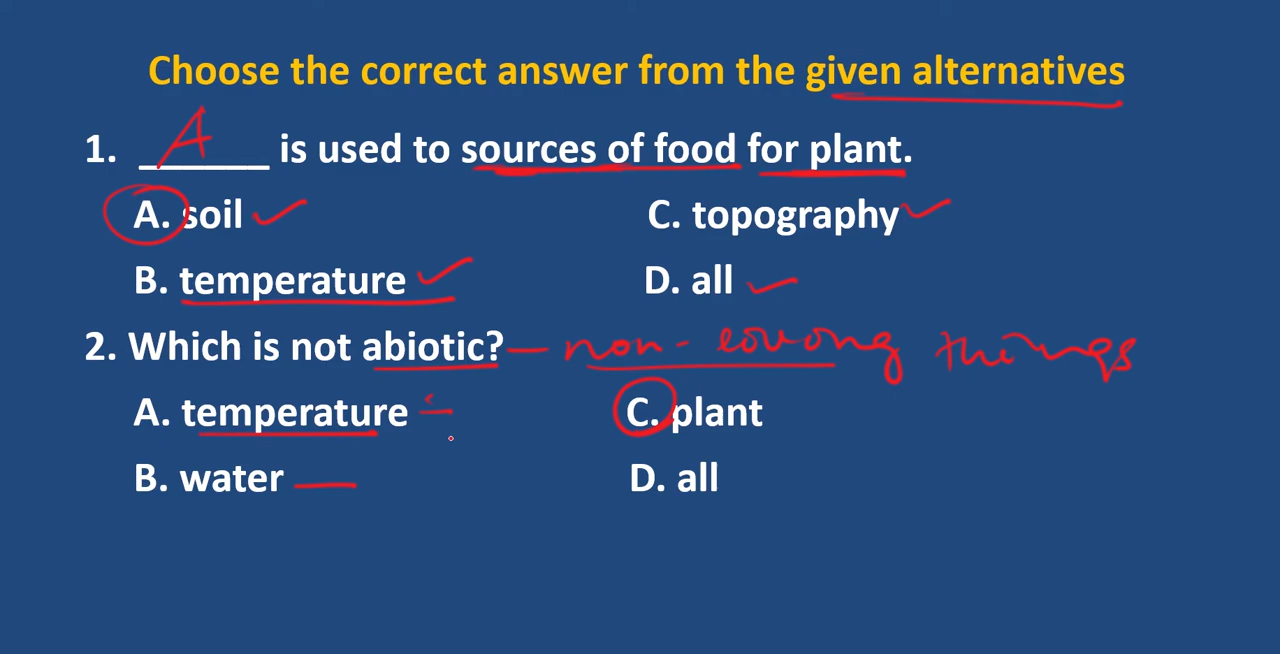 Choose the correct answer from the given alternatives
1. A is used to sources of food for plant.
A. soil C. topography
B. temperature D. all
2. Which is not abiotic? — non-living things
A. temperature C. plant
B. water D. all